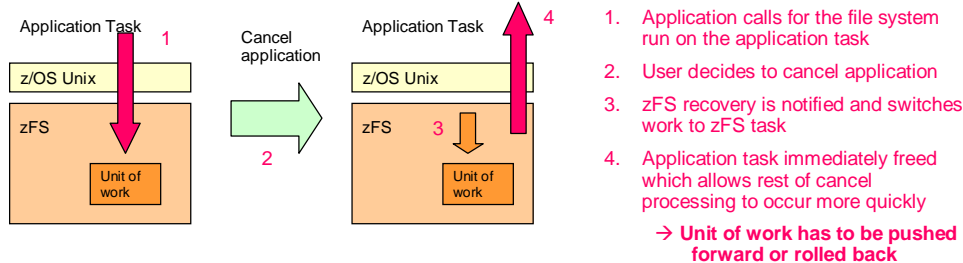 Application Task
1
z/OS Unix
zFS
Unit of
work
Cancel
application
2
Application Task
4
z/OS Unix
zFS
3
Unit of
work
1. Application calls for the file system
run on the application task
2. User decides to cancel application
3. zFS recovery is notified and switches
work to zFS task
4. Application task immediately freed
which allows rest of cancel
processing to occur more quickly
→ Unit of work has to be pushed
forward or rolled back